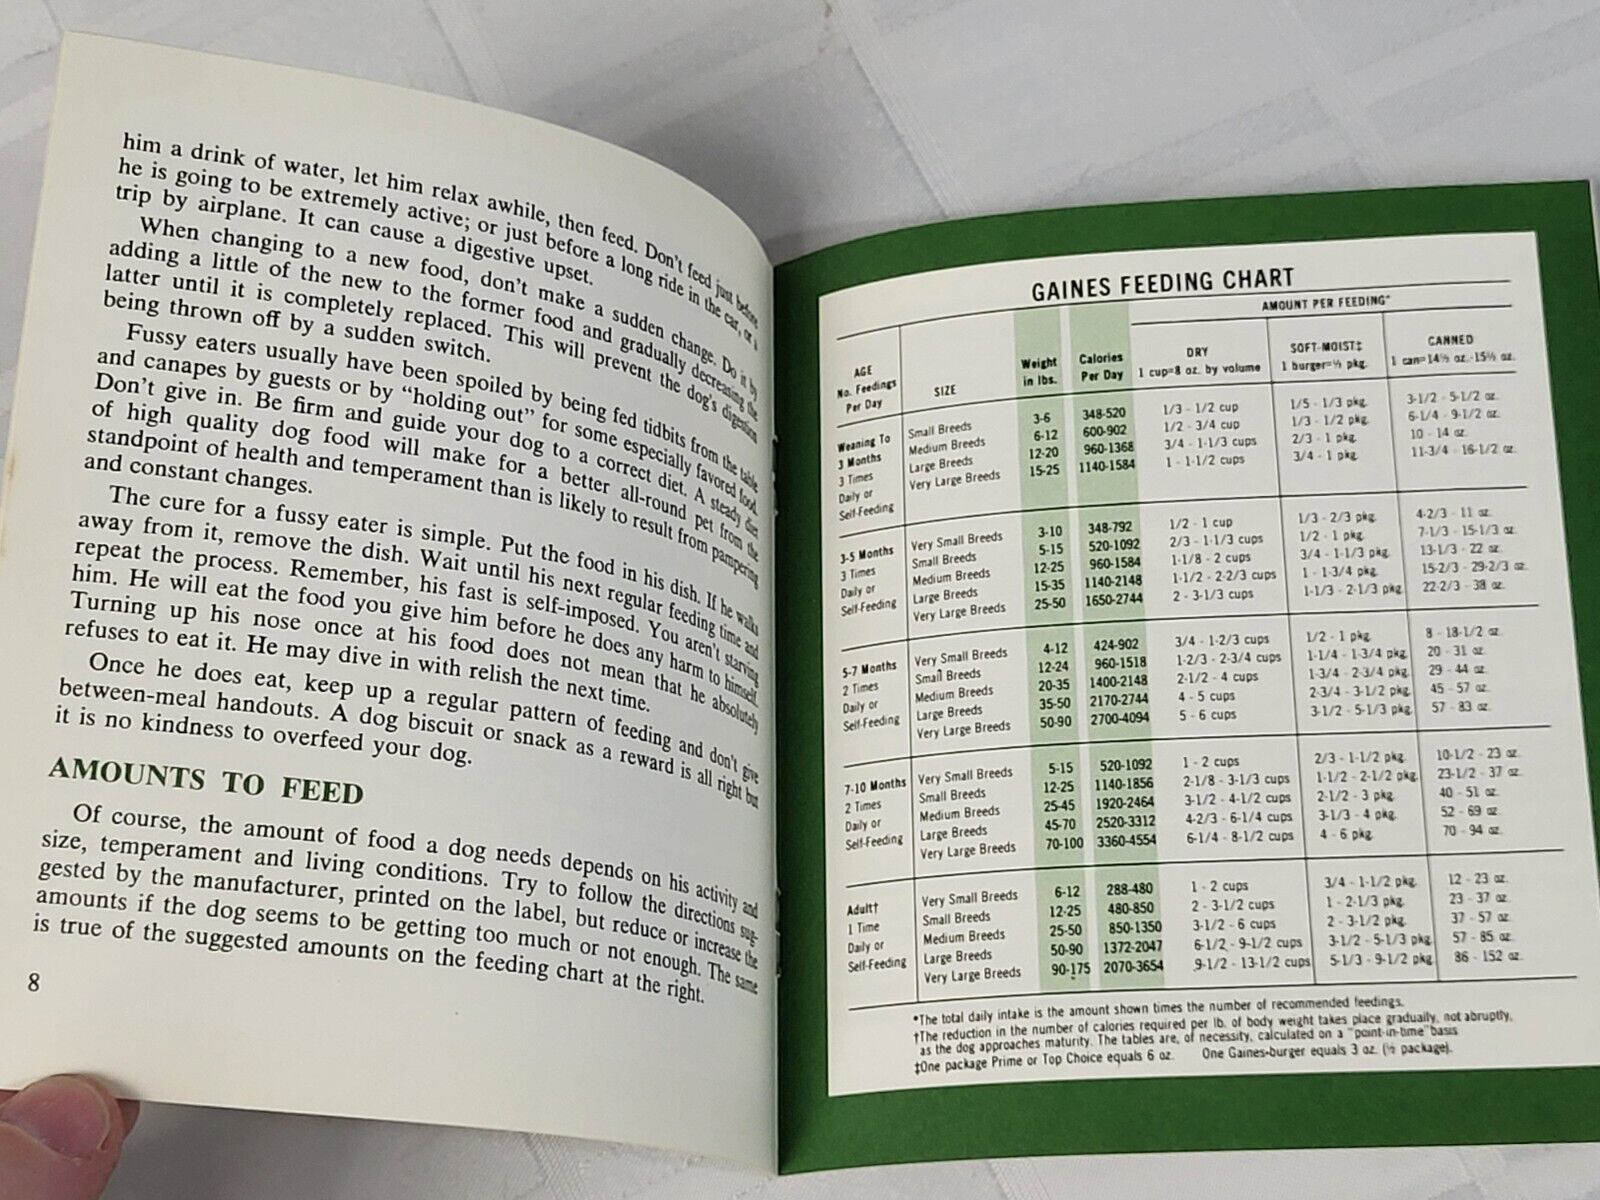 him a drink of water, let him relax awhile, then feed. Don't feed just before
he is going to be extremely active; or just before a long ride in the car, or a
trip by airplane. It can cause a digestive upset.
When changing to a new food, don't make a sudden change. Do it by
adding a little of the new to the former food and gradually decreasing the
latter until it is completely replaced. This will prevent the dog's digestion
being thrown off by a sudden switch.
Fussy eaters usually have been spoiled by being fed tidbits from the table
and canapes by guests or by "holding out" for some especially favored food.
Don't give in. Be firm and guide your dog to a correct diet. A steady diet
of high quality dog food will make for a better all-round pet from the
standpoint of health and temperament than is likely to result from pampering
and constant changes.
The cure for a fussy eater is simple. Put the food in his dish. If he walks
away from it, remove the dish. Wait until his next regular feeding time and
repeat the process. Remember, his fast is self-imposed. You aren't starving
him. He will eat the food you give him before he does any harm to himself.
Turning up his nose once at his food does not mean that he absolutely
refuses to eat it. He may dive in with relish the next time.
Once he does eat, keep up a regular pattern of feeding and don't give
between-meal handouts. A dog biscuit or snack as a reward is all right but
it is no kindness to overfeed your dog.
AMOUNTS TO FEED
Of course, the amount of food a dog needs depends on his activity and
size, temperament and living conditions. Try to follow the directions sug-
gested by the manufacturer, printed on the label, but reduce or increase the
amounts if the dog seems to be getting too much or not enough. The same
is true of the suggested amounts on the feeding chart at the right.
8
GAINES FEEDING CHART
AMOUNT PER FEEDING*
AGE
No. Feedings
Per Day
SIZE
Weight
in lbs.
Calories
Per Day
DRY
1 cup=8 oz. by volume
SOFT-MOIST‡
1 burger=½ pkg.
CANNED
1 can=14½ oz.-15½ oz.
Weaning To
3 Months
3 Times
Daily or
Self-Feeding
Small Breeds 3-6 348-520 1/3 - 1/2 cup 1/5 - 1/3 pkg. 3-1/2 - 5-1/2 oz.
Medium Breeds 6-12 600-902 1/2 - 3/4 cup 1/3 - 1/2 pkg. 6-1/4 - 9-1/2 oz.
Large Breeds 12-20 960-1368 3/4 - 1-1/3 cups 2/3 - 1 pkg. 10 - 14 oz.
Very Large Breeds 15-25 1140-1584 1 - 1-1/2 cups 3/4 - 1 pkg. 11-3/4 - 16-1/2 oz.
3-5 Months
3 Times
Daily or
Self-Feeding
Very Small Breeds 3-10 348-792 1/2 - 1 cup 1/3 - 2/3 pkg. 4-2/3 - 11 oz.
Small Breeds 5-15 520-1092 2/3 - 1-1/3 cups 1/2 - 1 pkg. 7-1/3 - 15-1/3 oz.
Medium Breeds 12-25 960-1584 1-1/8 - 2 cups 3/4 - 1-1/3 pkg. 13-1/3 - 22 oz.
Large Breeds 15-35 1140-2148 1-1/2 - 2-2/3 cups 1 - 1-3/4 pkg. 15-2/3 - 29-2/3 oz.
Very Large Breeds 25-50 1650-2744 2 - 3-1/3 cups 1-1/3 - 2-1/3 pkg. 22-2/3 - 38 oz.
5-7 Months
2 Times
Daily or
Self-Feeding
Very Small Breeds 4-12 424-902 3/4 - 1-2/3 cups 1/2 - 1 pkg. 8 - 18-1/2 oz.
Small Breeds 12-24 960-1518 1-2/3 - 2-3/4 cups 1-1/4 - 1-3/4 pkg. 20 - 31 oz.
Medium Breeds 20-35 1400-2148 2-1/2 - 4 cups 1-3/4 - 2-3/4 pkg. 29 - 44 oz.
Large Breeds 35-50 2170-2744 4 - 5 cups 2-3/4 - 3-1/2 pkg. 45 - 57 oz.
Very Large Breeds 50-90 2700-4094 5 - 6 cups 3-1/2 - 5-1/3 pkg. 57 - 83 oz.
7-10 Months
2 Times
Daily or
Self-Feeding
Very Small Breeds 5-15 520-1092 1 - 2 cups 2/3 - 1-1/2 pkg. 10-1/2 - 23 oz.
Small Breeds 12-25 1140-1856 2-1/8 - 3-1/3 cups 1-1/2 - 2-1/2 pkg. 23-1/2 - 37 oz.
Medium Breeds 25-45 1920-2464 3-1/2 - 4-1/2 cups 2-1/2 - 3 pkg. 40 - 51 oz.
Large Breeds 45-70 2520-3312 4-2/3 - 6-1/4 cups 3-1/3 - 4 pkg. 52 - 69 oz.
Very Large Breeds 70-100 3360-4554 6-1/4 - 8-1/2 cups 4 - 6 pkg. 70 - 94 oz.
Adult†
1 Time
Daily or
Self-Feeding
Very Small Breeds 6-12 288-480 1 - 2 cups 3/4 - 1-1/2 pkg. 12 - 23 oz.
Small Breeds 12-25 480-850 2 - 3-1/2 cups 1 - 2-1/3 pkg. 23 - 37 oz.
Medium Breeds 25-50 850-1350 3-1/2 - 6 cups 2 - 3-1/2 pkg. 37 - 57 oz.
Large Breeds 50-90 1372-2047 6-1/2 - 9-1/2 cups 3-1/2 - 5-1/3 pkg. 57 - 85 oz.
Very Large Breeds 90-175 2070-3654 9-1/2 - 13-1/2 cups 5-1/3 - 9-1/2 pkg. 86 - 152 oz.
*The total daily intake is the amount shown times the number of recommended feedings.
†The reduction in the number of calories required per lb. of body weight takes place gradually, not abruptly,
as the dog approaches maturity. The tables are, of necessity, calculated on a "point-in-time" basis
‡One package Prime or Top Choice equals 6 oz. One Gaines-burger equals 3 oz. (½ package).